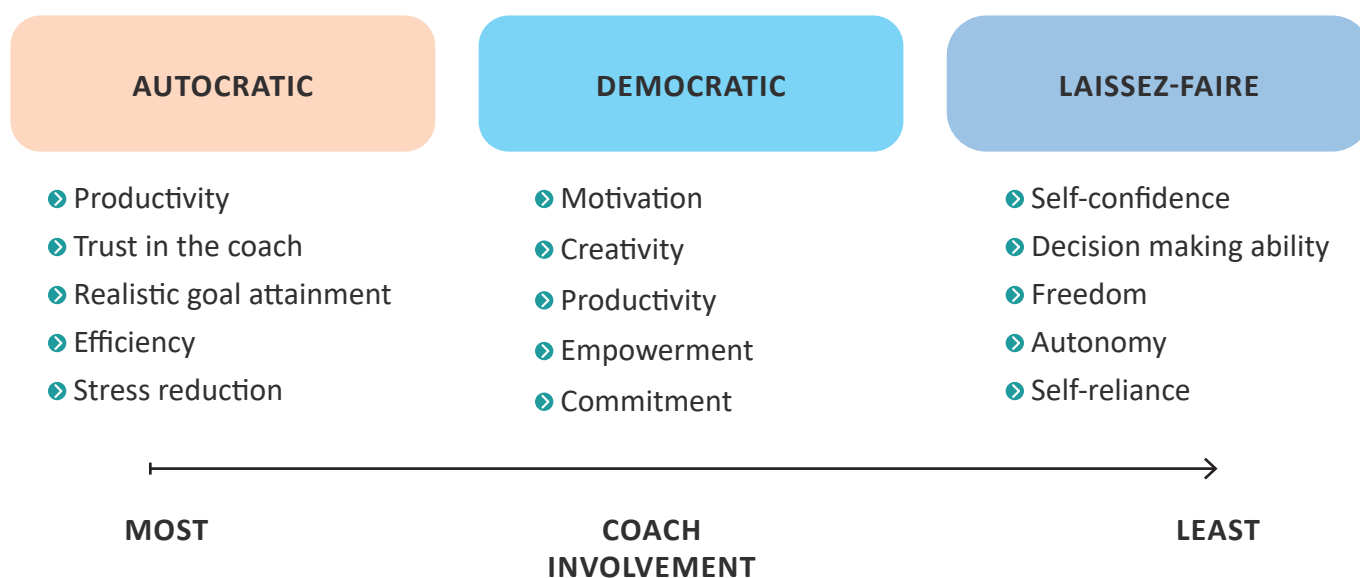 AUTOCRATIC
Productivity
Trust in the coach
Realistic goal attainment
Efficiency
Stress reduction
DEMOCRATIC
Motivation
Creativity
Productivity
Empowerment
Commitment
LAISSEZ-FAIRE
Self-confidence
Decision making ability
Freedom
Autonomy
Self-reliance
MOST
COACH
INVOLVEMENT
LEAST